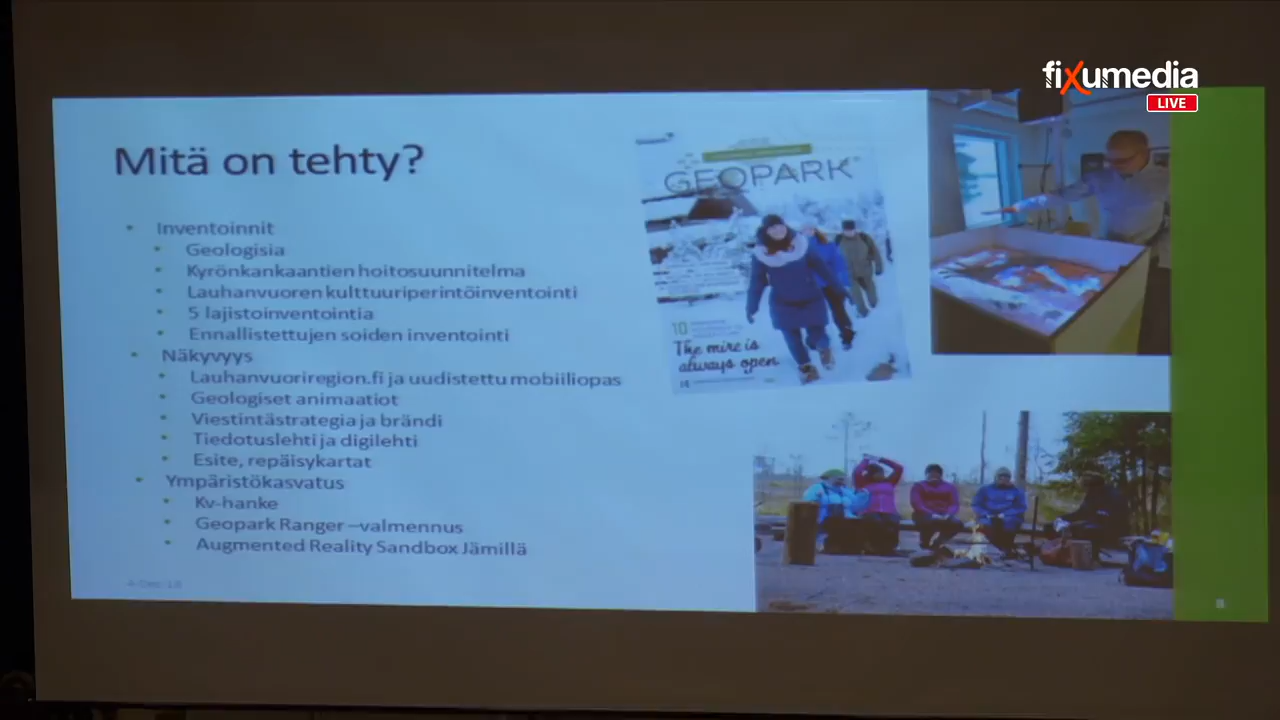 fixumedia
LIVE
Mitä on tehty?
• Inventoinnit
• Geologisia
• Kyrönkankaantien hoitosuunnitelma
• Lauhanvuoren kulttuuriperintöinventointi
• 5 lajistoinventointia
• Ennallistettujen soiden inventointi
• Näkyvyys
• Lauhanvuoriregion.fi ja uudistettu mobiiliopas
• Geologiset animaatiot
• Viestintästrategia ja brändi
• Tiedotuslehti ja digilehti
• Esite, repäisykartat
• Ympäristökasvatus
• Kv-hanke
• Geopark Ranger –valmennus
• Augmented Reality Sandbox Jämillä
GEOPARK
10
The mire is
always open
8